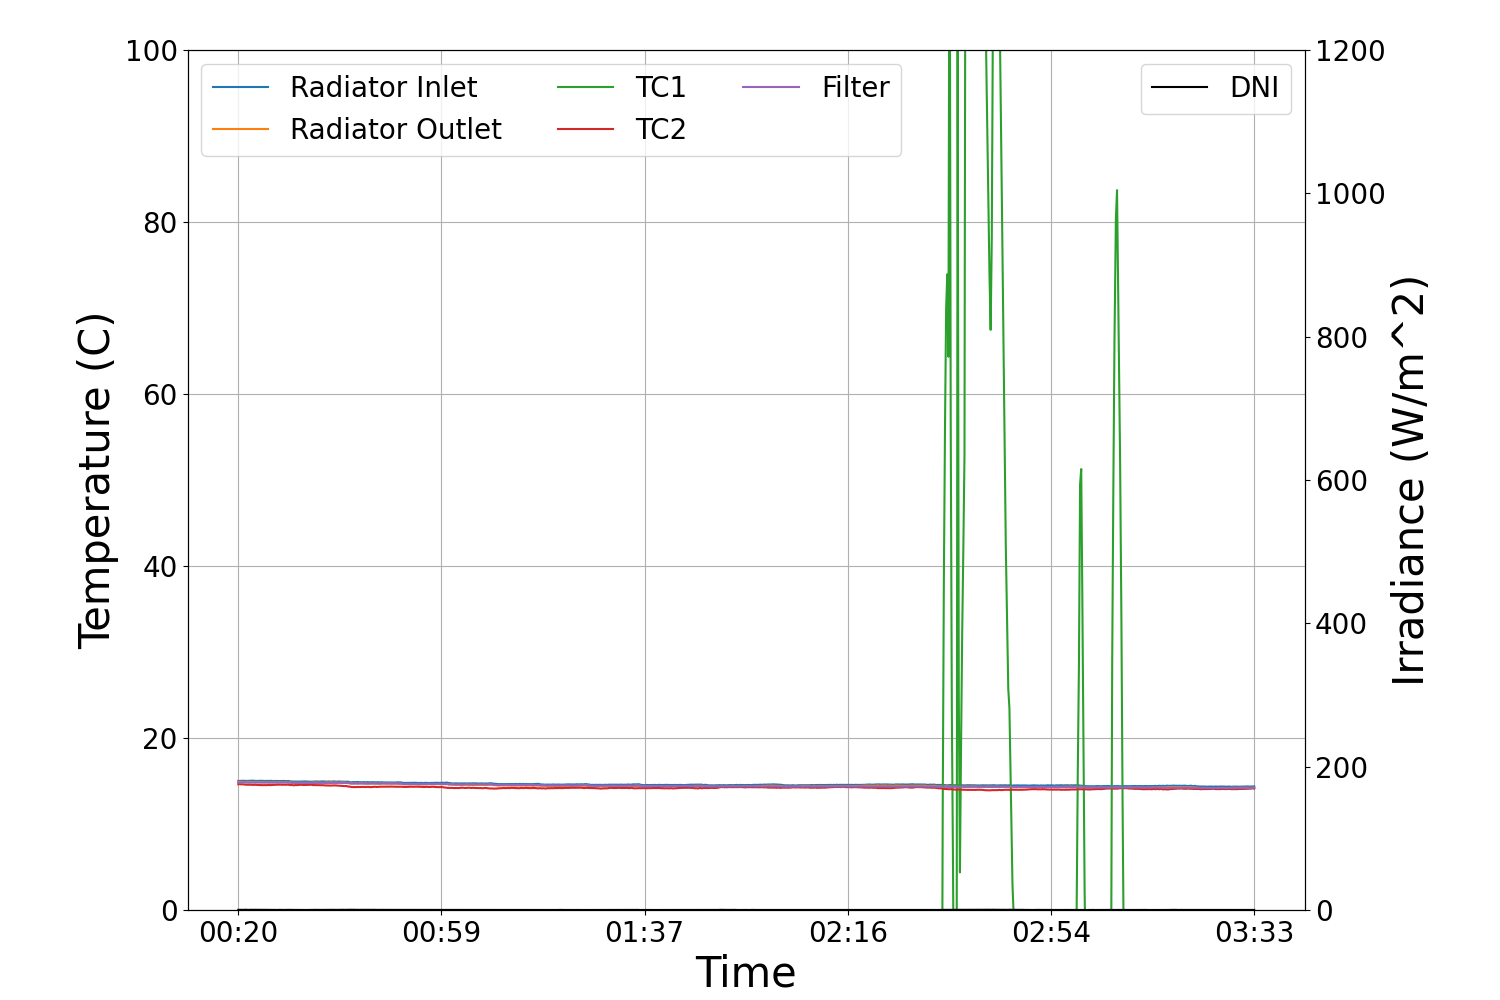 Radiator Inlet
Radiator Outlet
TC1
TC2
Filter
DNI
Temperature (C)
100
80
60
40
20
0
Irradiance (W/m^2)
1200
1000
800
600
400
200
0
00:20 00:59 01:37 02:16 02:54 03:33
Time